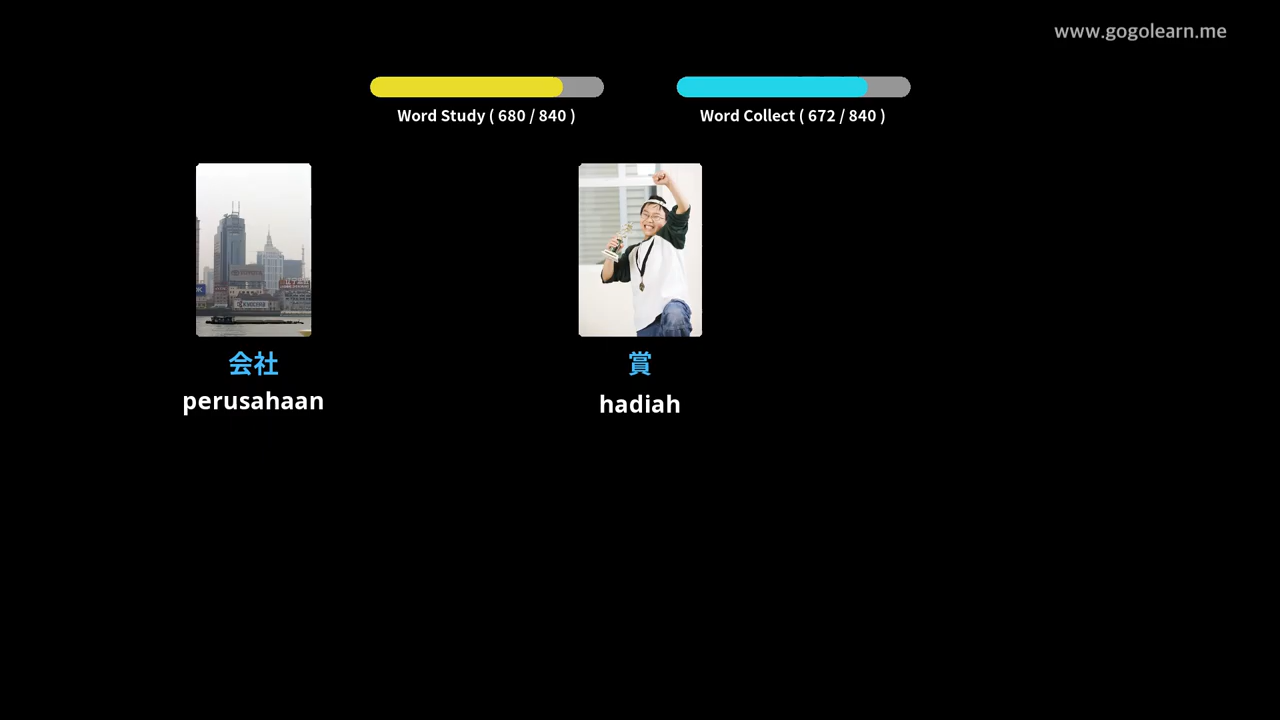 www.gogolearn.me
Word Study ( 680 / 840 )
Word Collect ( 672 / 840 )
会社
perusahaan
賞
hadiah